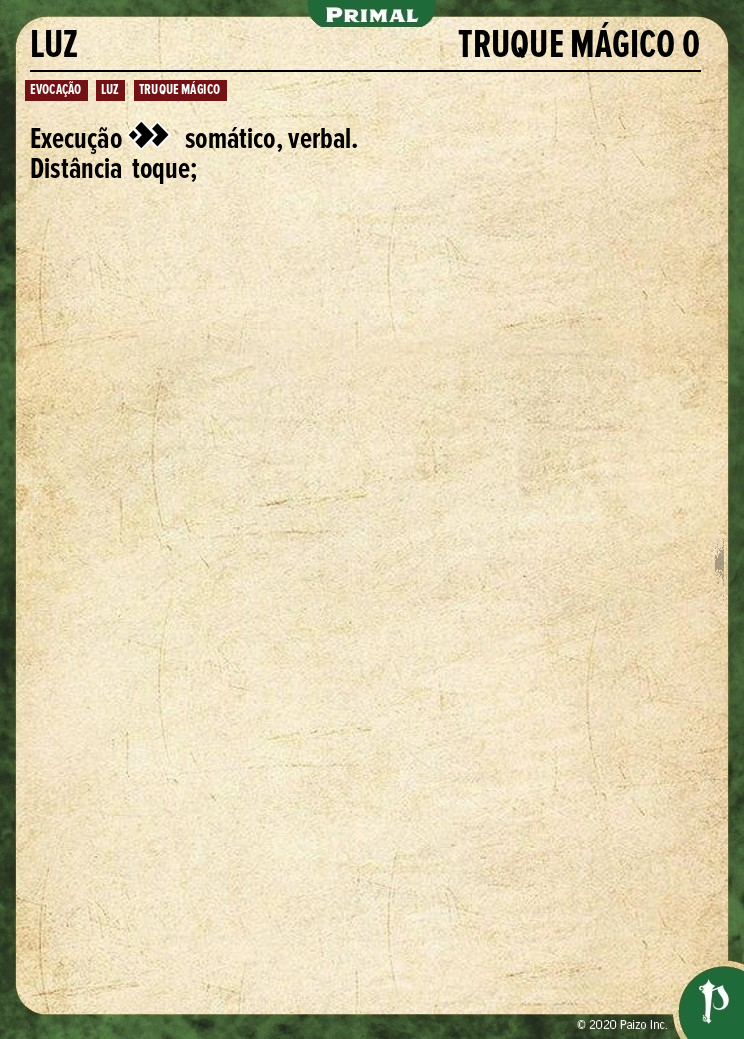 PRIMAL
LUZ TRUQUE MÁGICO 0
EVOCAÇÃO LUZ TRUQUE MÁGICO
Execução somático, verbal.
Distância toque;
© 2020 Paizo Inc.